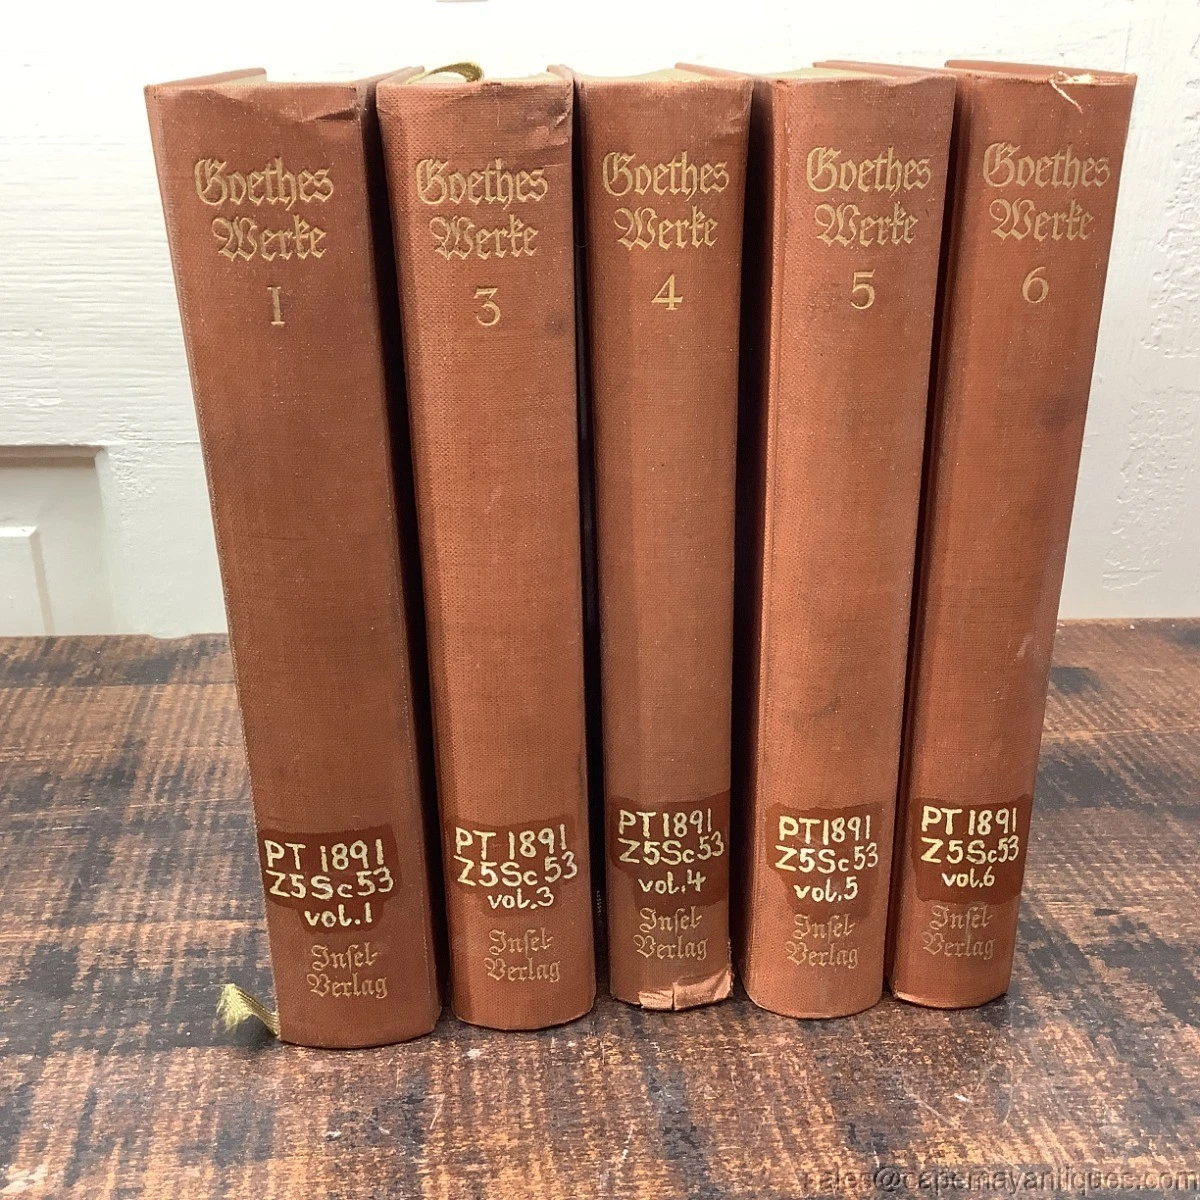 Goethes
Werke
1
PT 1891
Z5Sc53
vol.1
Insel-
Verlag
Goethes
Werke
3
PT 1891
Z5Sc53
vol.3
Insel-
Verlag
Goethes
Werke
4
PT 1891
Z5Sc53
vol.4
Insel-
Verlag
Goethes
Werke
5
PT 1891
Z5Sc53
vol.5
Insel-
Verlag
Goethes
Werke
6
PT 1891
Z5Sc53
vol.6
Insel-
Verlag
sales@capemayantiques.com